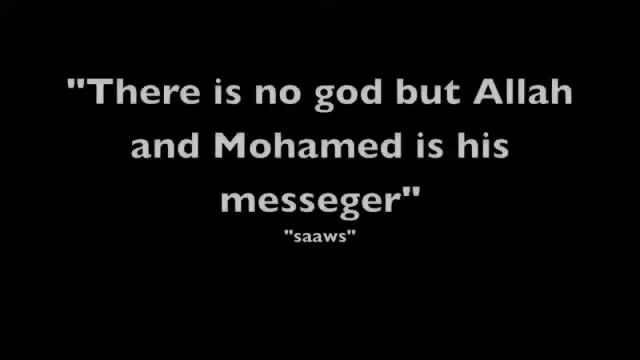 "There is no god but Allah
and Mohamed is his
messeger"
"saaws"